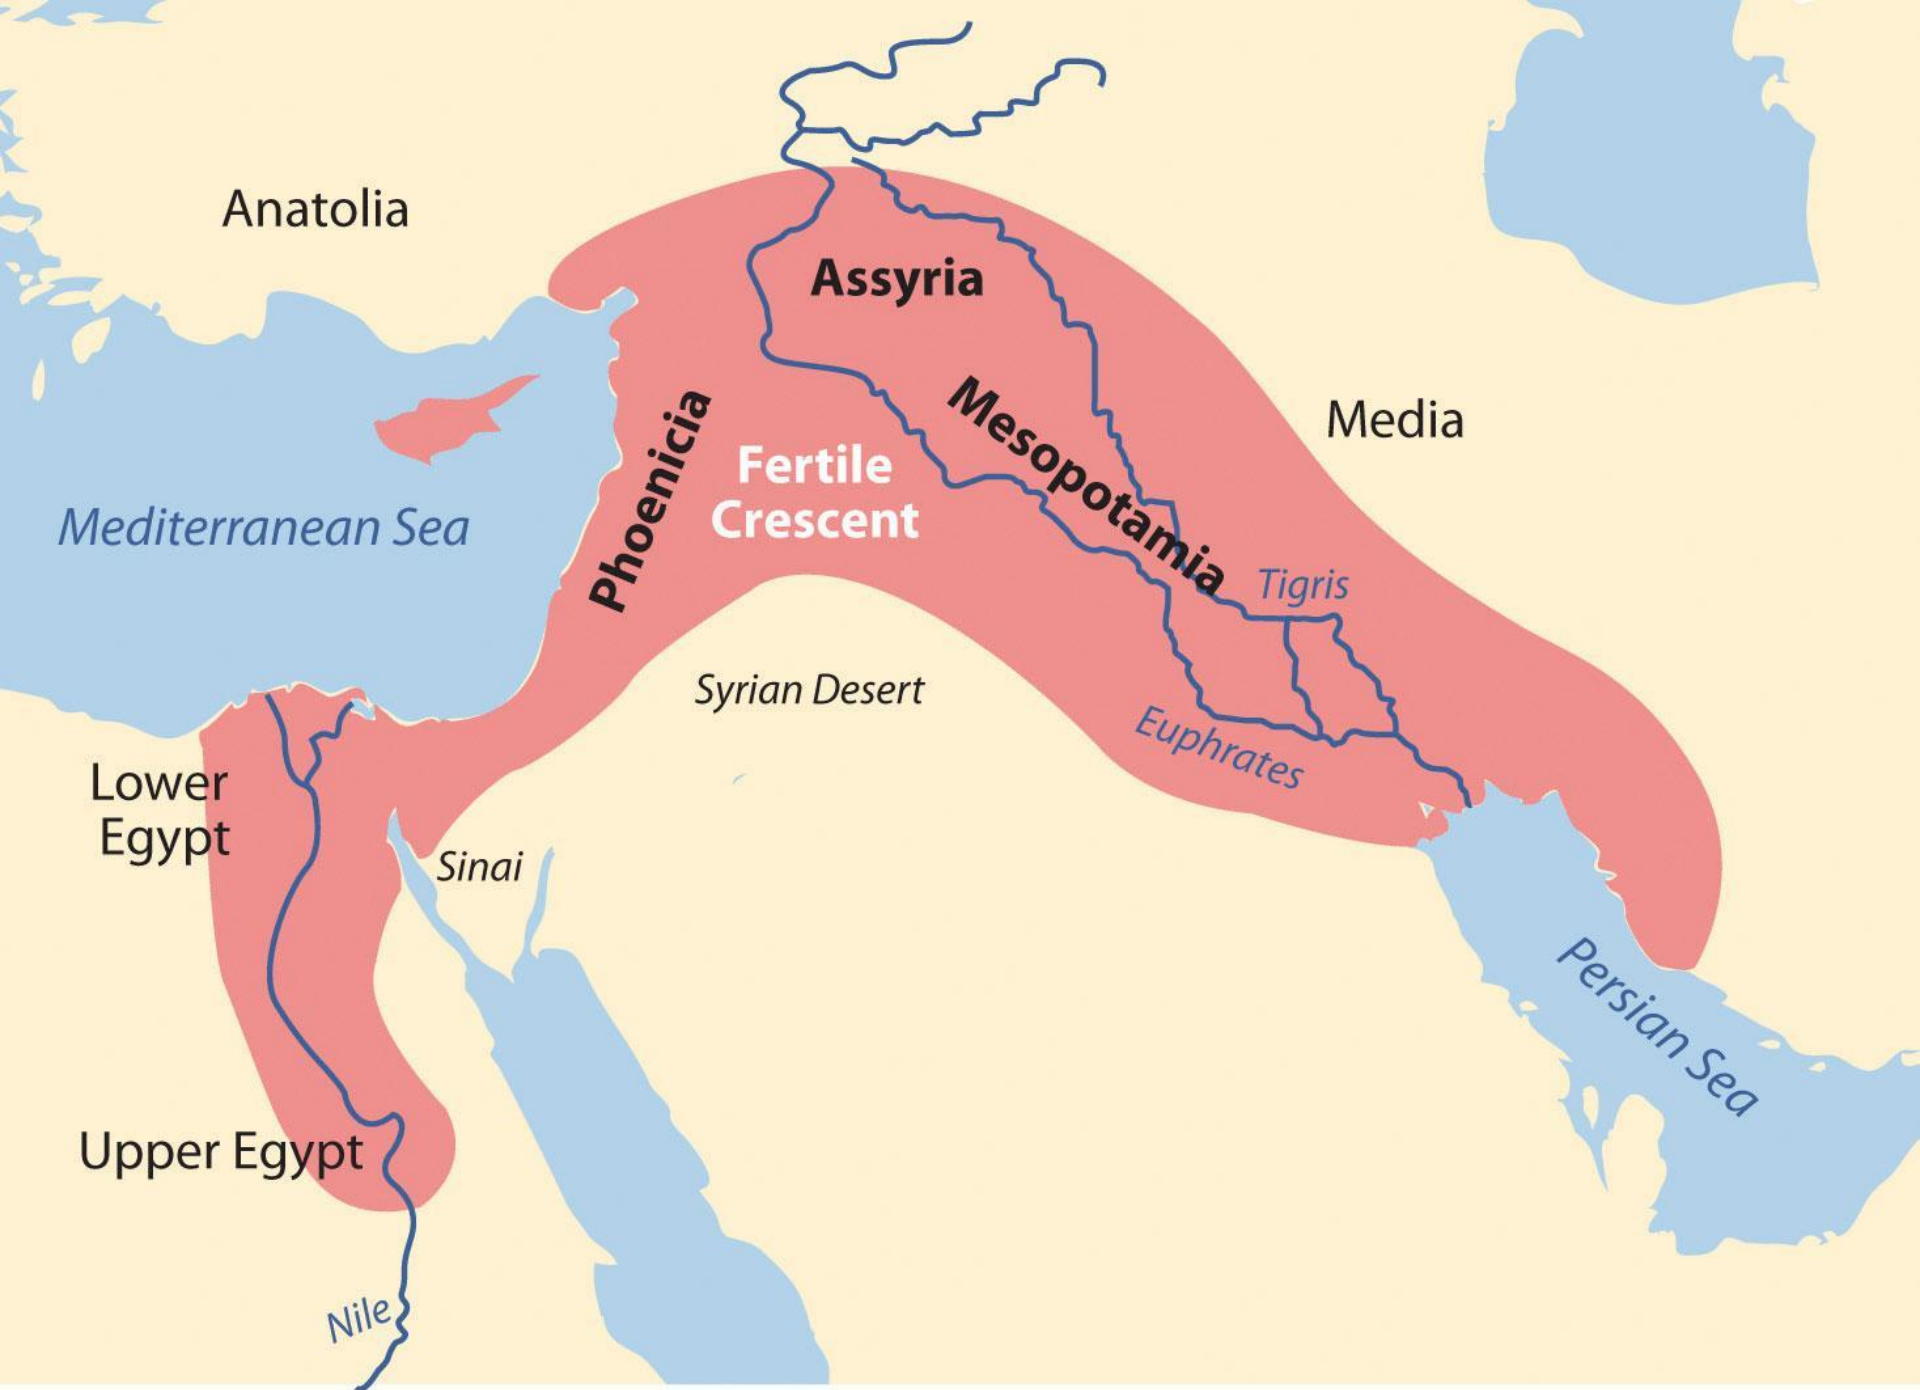 Anatolia
Assyria
Mesopotamia
Media
Phoenicia
Fertile
Crescent
Mediterranean Sea
Tigris
Syrian Desert
Euphrates
Lower
Egypt
Sinai
Persian Sea
Upper Egypt
Nile